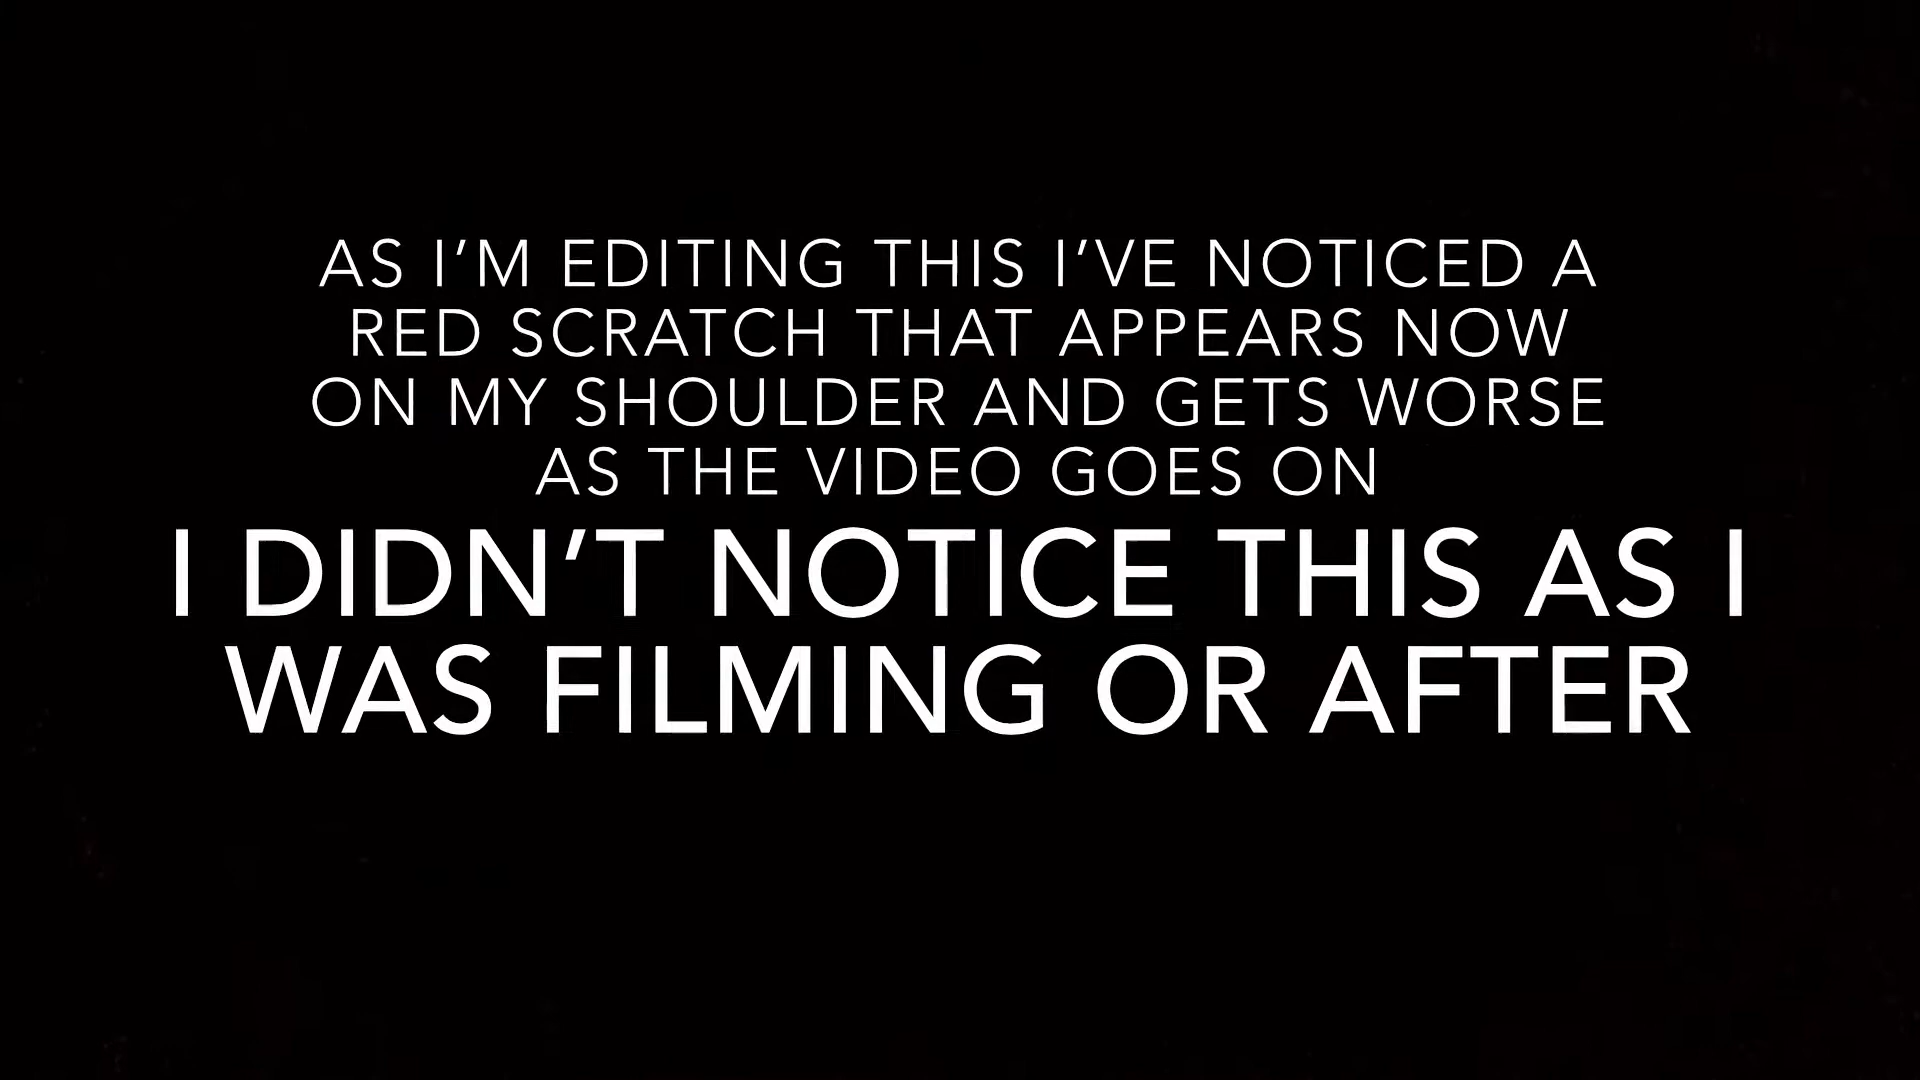 AS I’M EDITING THIS I’VE NOTICED A
RED SCRATCH THAT APPEARS NOW
ON MY SHOULDER AND GETS WORSE
AS THE VIDEO GOES ON
I DIDN’T NOTICE THIS AS I
WAS FILMING OR AFTER